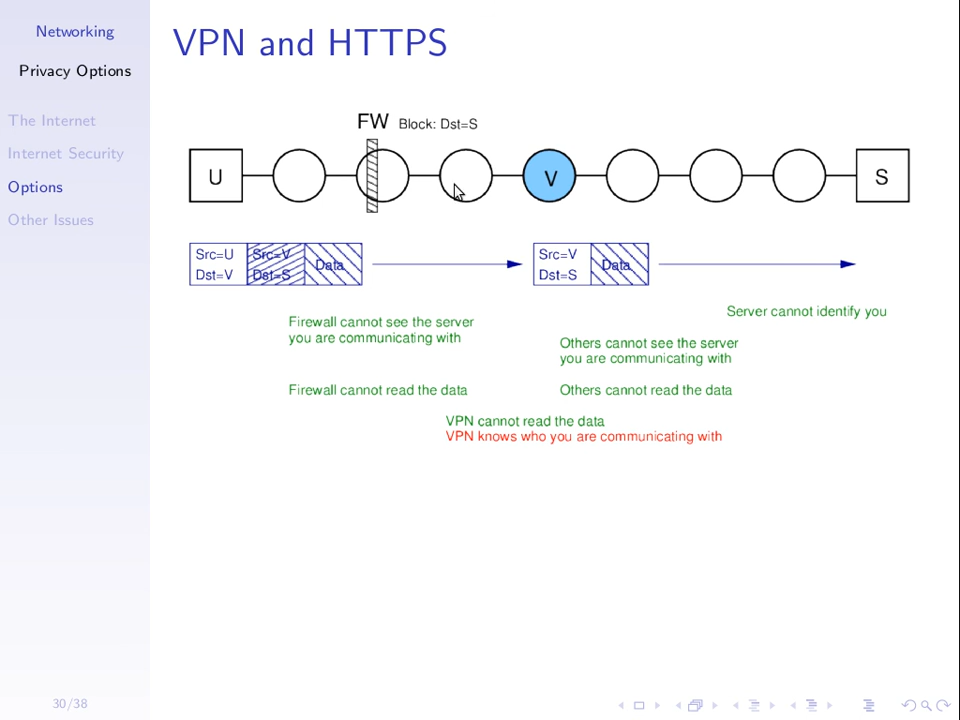 Networking
Privacy Options
The Internet
Internet Security
Options
Other Issues
30/38
VPN and HTTPS
FW Block: Dst=S
U
V
S
Src=U
Dst=V
Src=V
Dst=S
Data
Src=V
Dst=S
Data
Server cannot identify you
Firewall cannot see the server
you are communicating with
Others cannot see the server
you are communicating with
Firewall cannot read the data
Others cannot read the data
VPN cannot read the data
VPN knows who you are communicating with